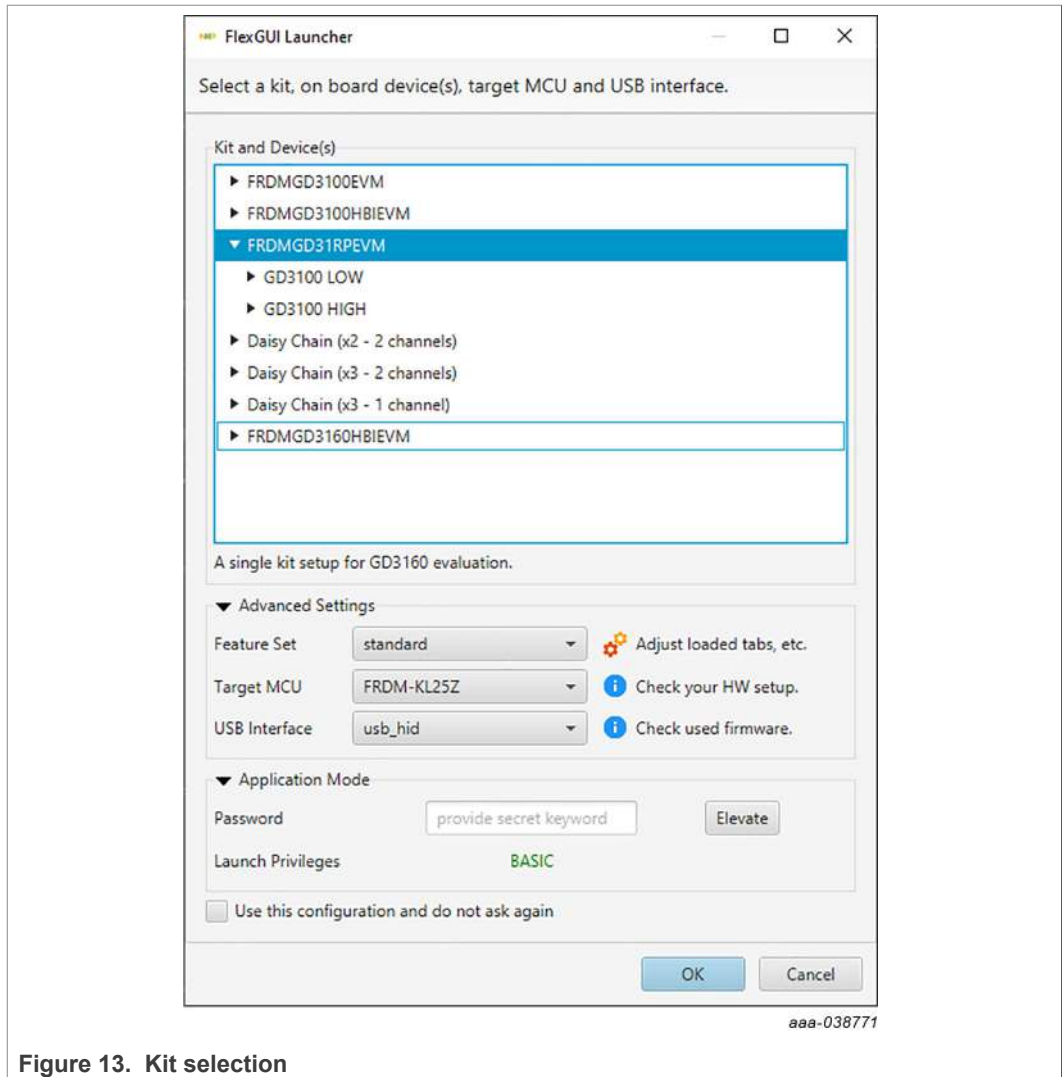 FlexGUI Launcher
Select a kit, on board device(s), target MCU and USB interface.
Kit and Device(s)
FRDMGD3100EVM
FRDMGD3100HBIEVM
FRDMGD31RPEVM
GD3100 LOW
GD3100 HIGH
Daisy Chain (x2 - 2 channels)
Daisy Chain (x3 - 2 channels)
Daisy Chain (x3 - 1 channel)
FRDMGD3160HBIEVM
A single kit setup for GD3160 evaluation.
Advanced Settings
Feature Set standard Adjust loaded tabs, etc.
Target MCU FRDM-KL25Z Check your HW setup.
USB Interface usb_hid Check used firmware.
Application Mode
Password provide secret keyword Elevate
Launch Privileges BASIC
Use this configuration and do not ask again
OK Cancel
aaa-038771
Figure 13. Kit selection